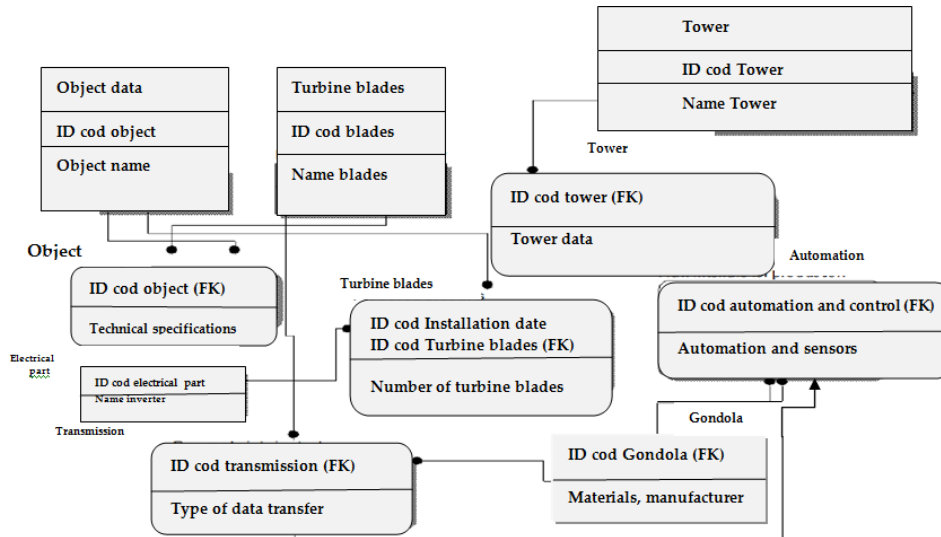 Tower
ID cod Tower
Name Tower
Object data
ID cod object
Object name
Turbine blades
ID cod blades
Name blades
Tower
ID cod tower (FK)
Tower data
Object
ID cod object (FK)
Technical specifications
Turbine blades
ID cod Installation date
ID cod Turbine blades (FK)
Number of turbine blades
Automation
ID cod automation and control (FK)
Automation and sensors
Electrical
part
ID cod electrical part
Name inverter
Transmission
ID cod transmission (FK)
Type of data transfer
Gondola
ID cod Gondola (FK)
Materials, manufacturer